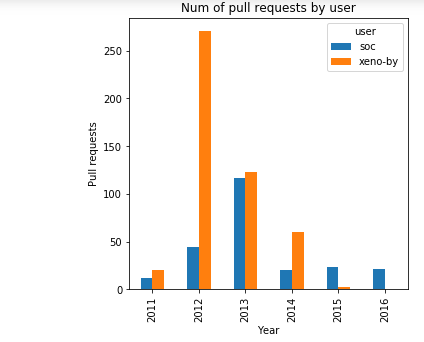 Num of pull requests by user
user
soc
xeno-by
Pull requests
250
200
150
100
50
0
2011
2012
2013
2014
2015
2016
Year